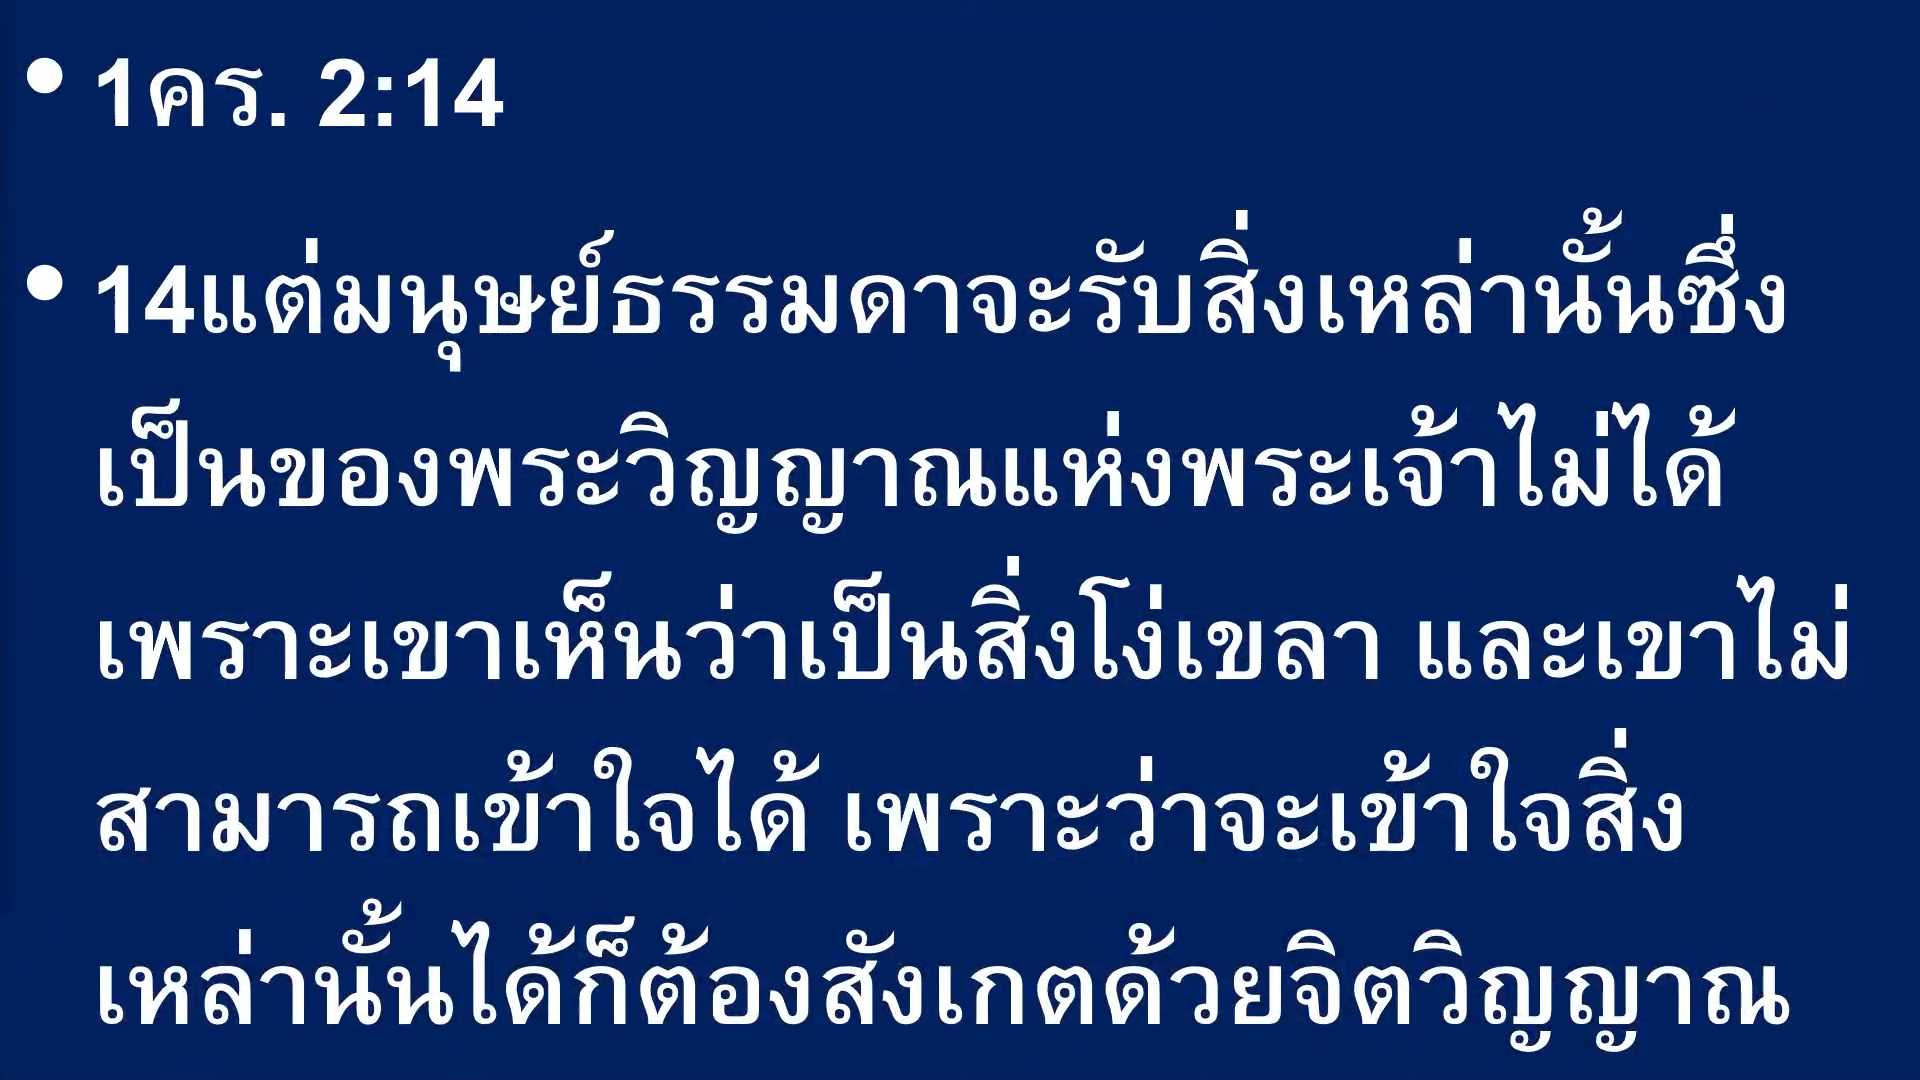 • 1คร. 2:14
• 14แต่มนุษย์ธรรมดาจะรับสิ่งเหล่านั้นซึ่ง
เป็นของพระวิญญาณแห่งพระเจ้าไม่ได้
เพราะเขาเห็นว่าเป็นสิ่งโง่เขลา และเขาไม่
สามารถเข้าใจได้ เพราะว่าจะเข้าใจสิ่ง
เหล่านั้นได้ก็ต้องสังเกตด้วยจิตวิญญาณ